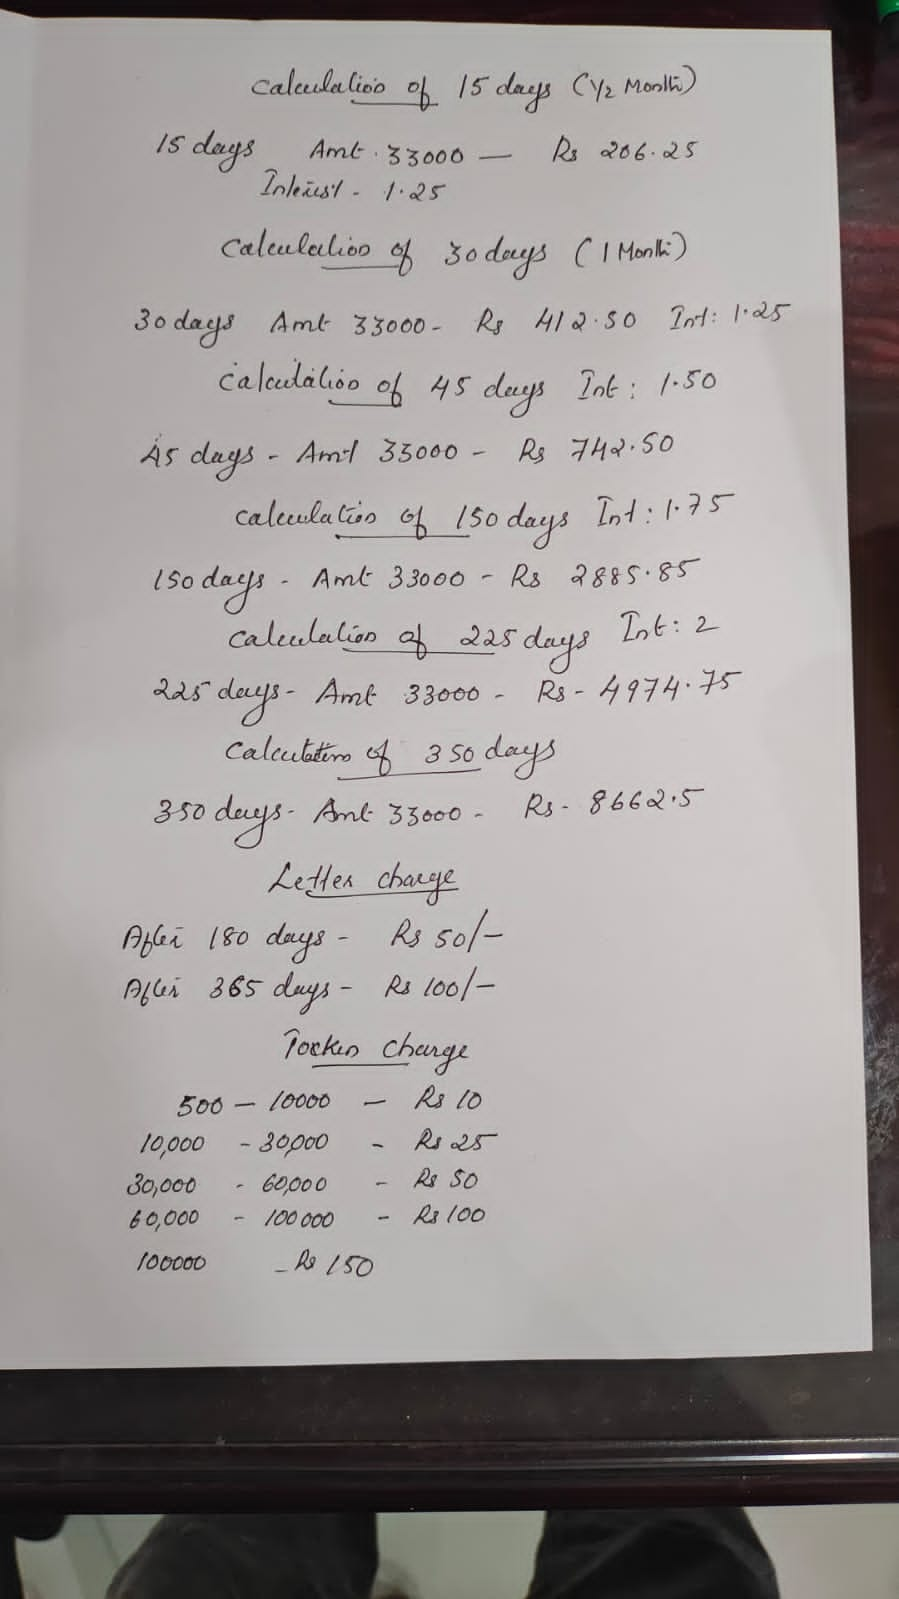 Calculation of 15 days (1/2 Month)
15 days Amt. 33000 — Rs 206.25
Interest - 1.25
Calculation of 30 days (1 Month)
30 days Amt 33000 - Rs 412.50 Int: 1.25
Calculation of 45 days Int: 1.50
45 days - Amt 33000 - Rs 742.50
Calculation of 150 days Int: 1.75
150 days - Amt 33000 - Rs 2885.85
Calculation of 225 days Int: 2
225 days - Amt 33000 - Rs - 4974.75
Calculation of 350 days
350 days - Amt 33000 - Rs - 8662.5
Letter charge
After 180 days - Rs 50/-
After 365 days - Rs 100/-
Tocken charge
500 — 10000 — Rs 10
10,000 - 30,000 - Rs 25
30,000 - 60,000 - Rs 50
60,000 - 100000 - Rs 100
100000 - Rs 150